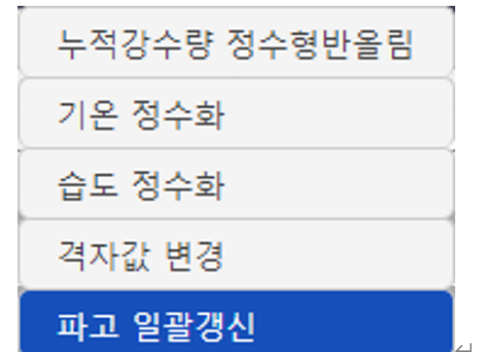 누적강수량 정수형반올림
기온 정수화
습도 정수화
격자값 변경
파고 일괄갱신